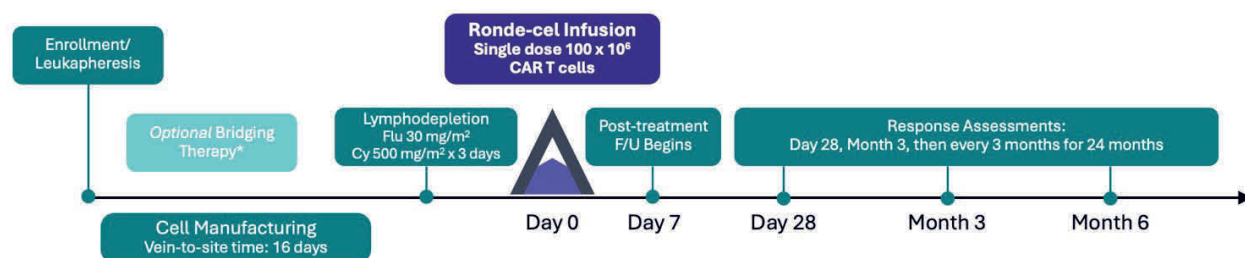 Enrollment/
Leukapheresis
Optional Bridging
Therapy*
Cell Manufacturing
Vein-to-site time: 16 days
Lymphodepletion
Flu 30 mg/m²
Cy 500 mg/m² x 3 days
Ronde-cel Infusion
Single dose 100 x 10⁶
CAR T cells
Post-treatment
F/U Begins
Response Assessments:
Day 28, Month 3, then every 3 months for 24 months
Day 0
Day 7
Day 28
Month 3
Month 6